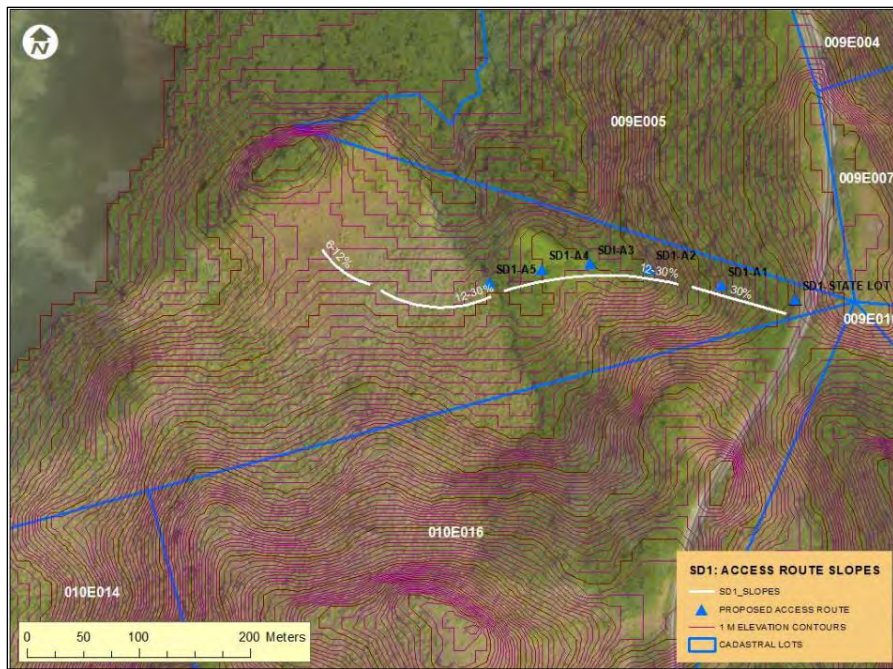 N
009E004
009E005
009E007
6-12%
SD1-A5
SD1-A4
SDI-A3
SD1-A2
12-30%
12-30%
SD1-A1
30%
SD1-STATE LOT
009E010
010E016
010E014
SD1: ACCESS ROUTE SLOPES
SD1_SLOPES
PROPOSED ACCESS ROUTE
1 M ELEVATION CONTOURS
CADASTRAL LOTS
0 50 100 200 Meters